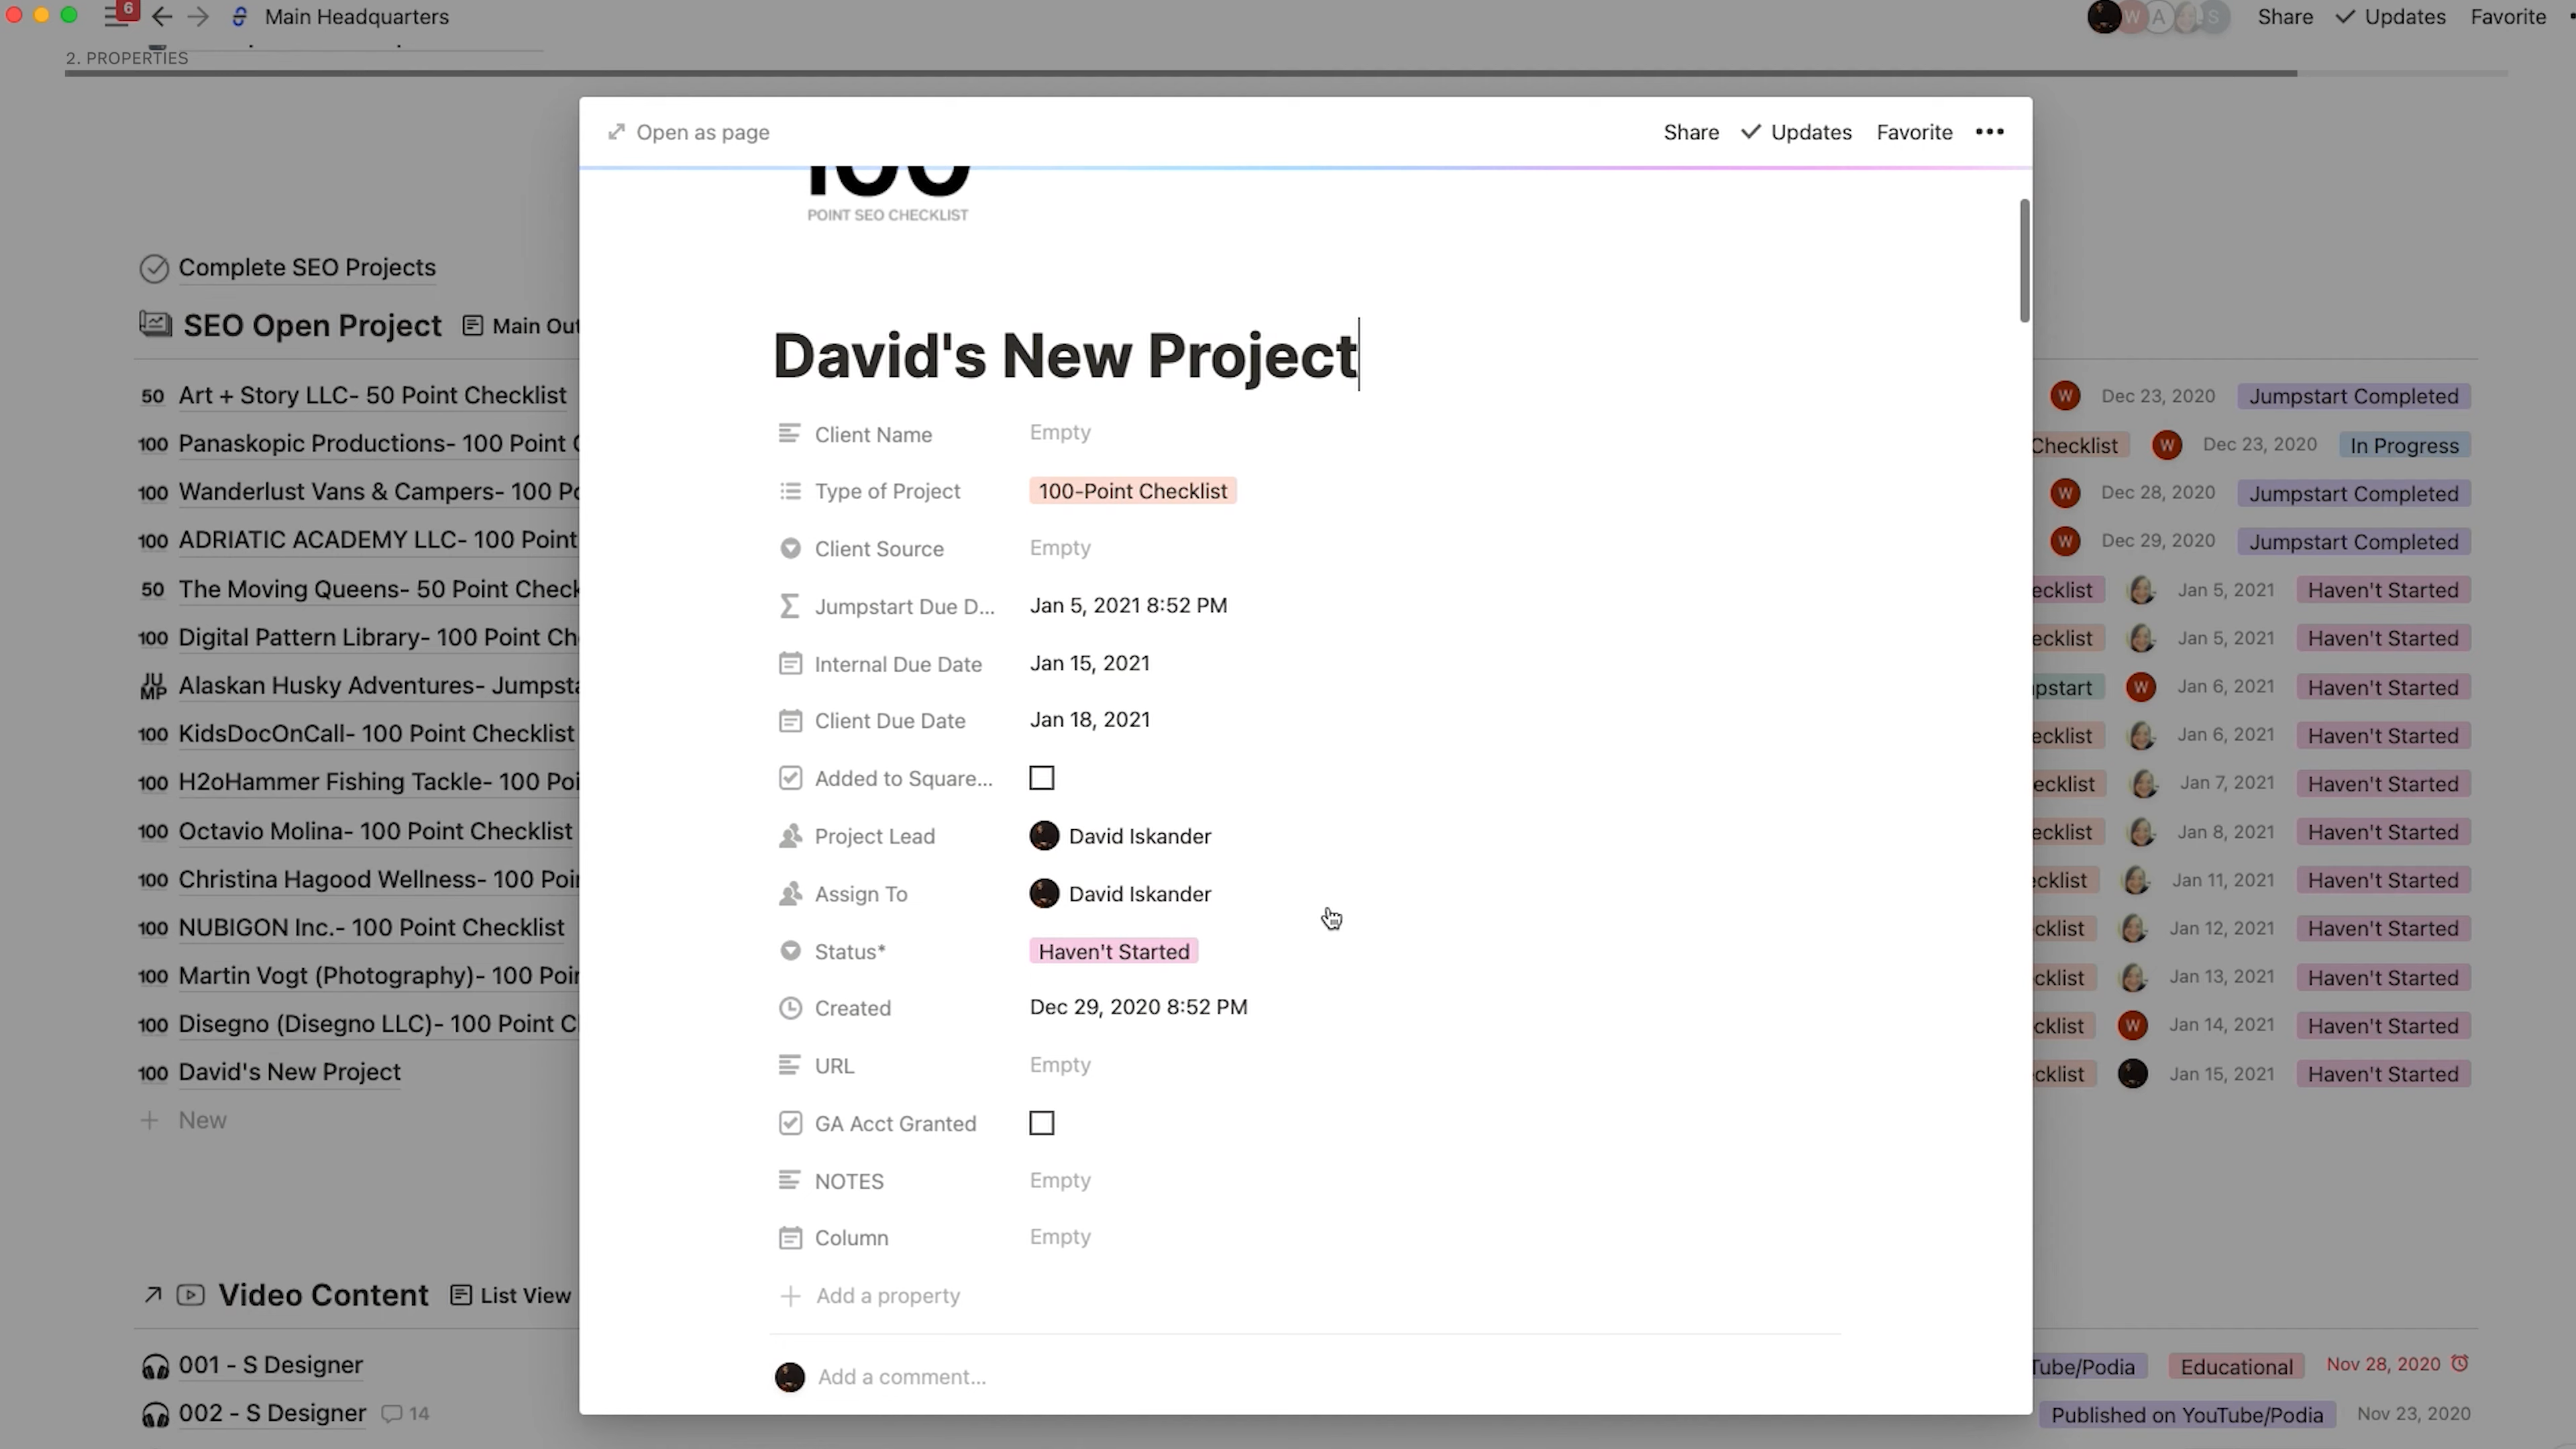 6
Main Headquarters
W A S
Share
Updates
Favorite
2. PROPERTIES
Complete SEO Projects
SEO Open Project
Main Out
50 Art + Story LLC- 50 Point Checklist
100 Panaskopic Productions- 100 Point C
100 Wanderlust Vans & Campers- 100 Po
100 ADRIATIC ACADEMY LLC- 100 Point
50 The Moving Queens- 50 Point Check
100 Digital Pattern Library- 100 Point Ch
JUMP Alaskan Husky Adventures- Jumpsta
100 KidsDocOnCall- 100 Point Checklist
100 H2oHammer Fishing Tackle- 100 Poi
100 Octavio Molina- 100 Point Checklist
100 Christina Hagood Wellness- 100 Poi
100 NUBIGON Inc.- 100 Point Checklist
100 Martin Vogt (Photography)- 100 Poi
100 Disegno (Disegno LLC)- 100 Point C
100 David's New Project
+ New
Video Content
List View
001 - S Designer
002 - S Designer 14
Open as page
Share
Updates
Favorite
100
POINT SEO CHECKLIST
David's New Project
Client Name Empty
Type of Project 100-Point Checklist
Client Source Empty
Jumpstart Due D... Jan 5, 2021 8:52 PM
Internal Due Date Jan 15, 2021
Client Due Date Jan 18, 2021
Added to Square...
Project Lead David Iskander
Assign To David Iskander
Status* Haven't Started
Created Dec 29, 2020 8:52 PM
URL Empty
GA Acct Granted
NOTES Empty
Column Empty
+ Add a property
Add a comment...
W Dec 23, 2020 Jumpstart Completed
Checklist W Dec 23, 2020 In Progress
W Dec 28, 2020 Jumpstart Completed
W Dec 29, 2020 Jumpstart Completed
ecklist Jan 5, 2021 Haven't Started
ecklist Jan 5, 2021 Haven't Started
pstart W Jan 6, 2021 Haven't Started
ecklist Jan 6, 2021 Haven't Started
ecklist Jan 7, 2021 Haven't Started
ecklist Jan 8, 2021 Haven't Started
ecklist Jan 11, 2021 Haven't Started
cklist Jan 12, 2021 Haven't Started
cklist Jan 13, 2021 Haven't Started
cklist W Jan 14, 2021 Haven't Started
cklist Jan 15, 2021 Haven't Started
Tube/Podia Educational Nov 28, 2020
Published on YouTube/Podia Nov 23, 2020